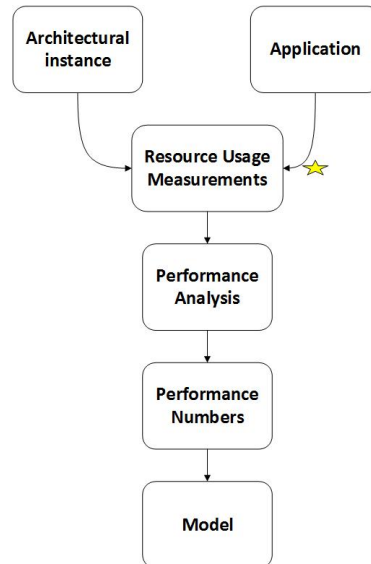 Architectural
instance
Application
Resource Usage
Measurements
Performance
Analysis
Performance
Numbers
Model